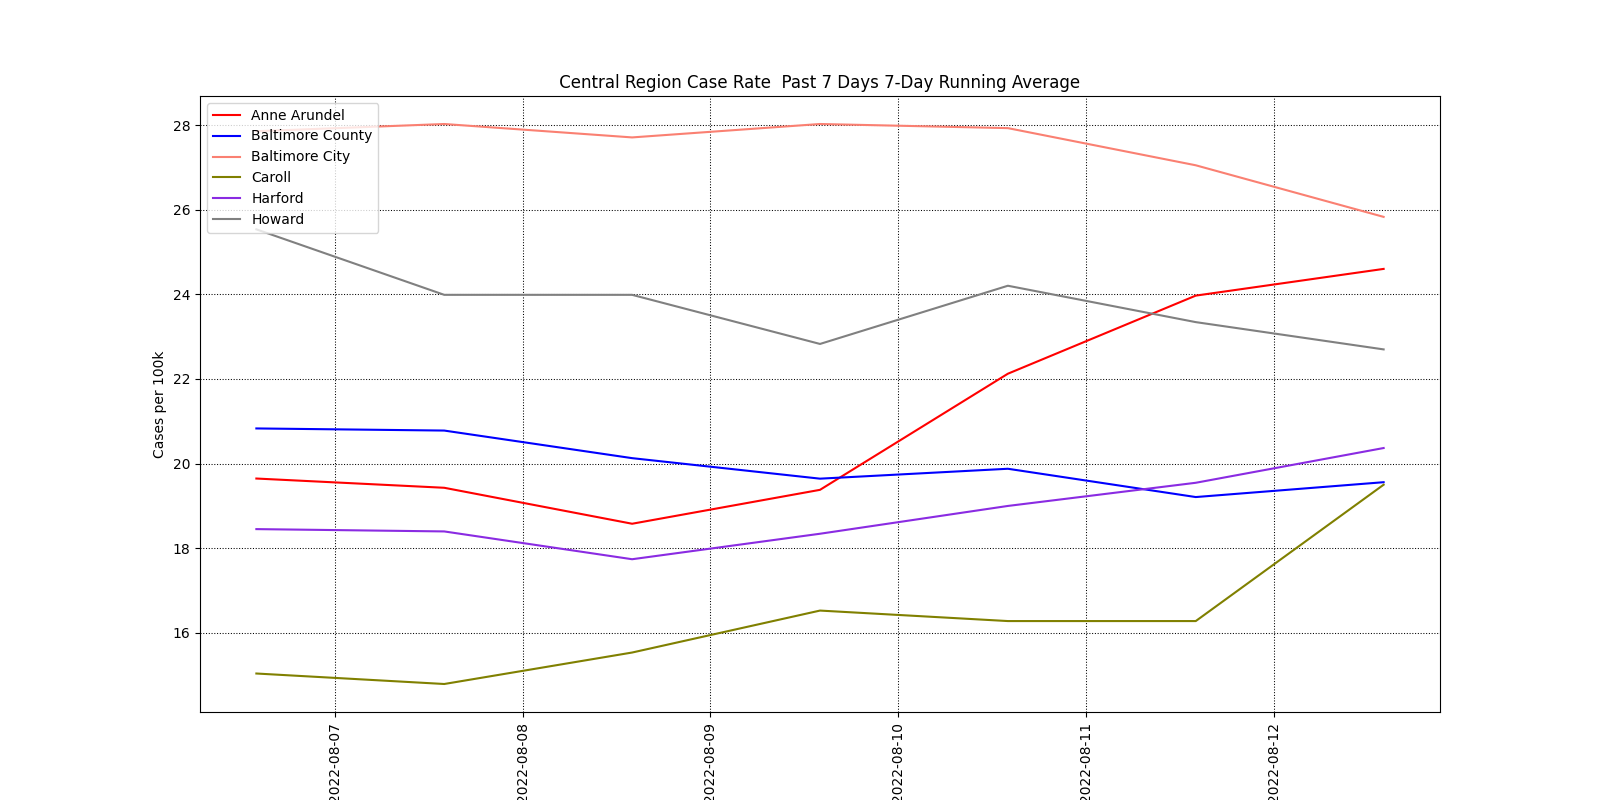 Central Region Case Rate  Past 7 Days 7-Day Running Average
Anne Arundel
Baltimore County
Baltimore City
Caroll
Harford
Howard
28
26
24
22
20
18
16
Cases per 100k
2022-08-07
2022-08-08
2022-08-09
2022-08-10
2022-08-11
2022-08-12